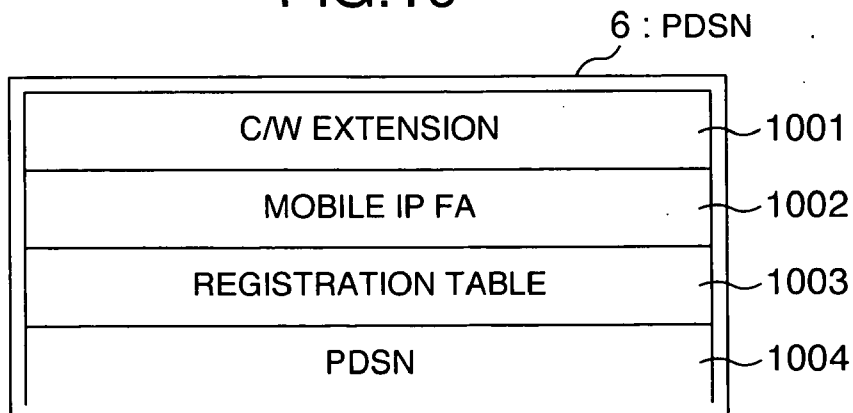 6 : PDSN
C/W EXTENSION
1001
MOBILE IP FA
1002
REGISTRATION TABLE
1003
PDSN
1004